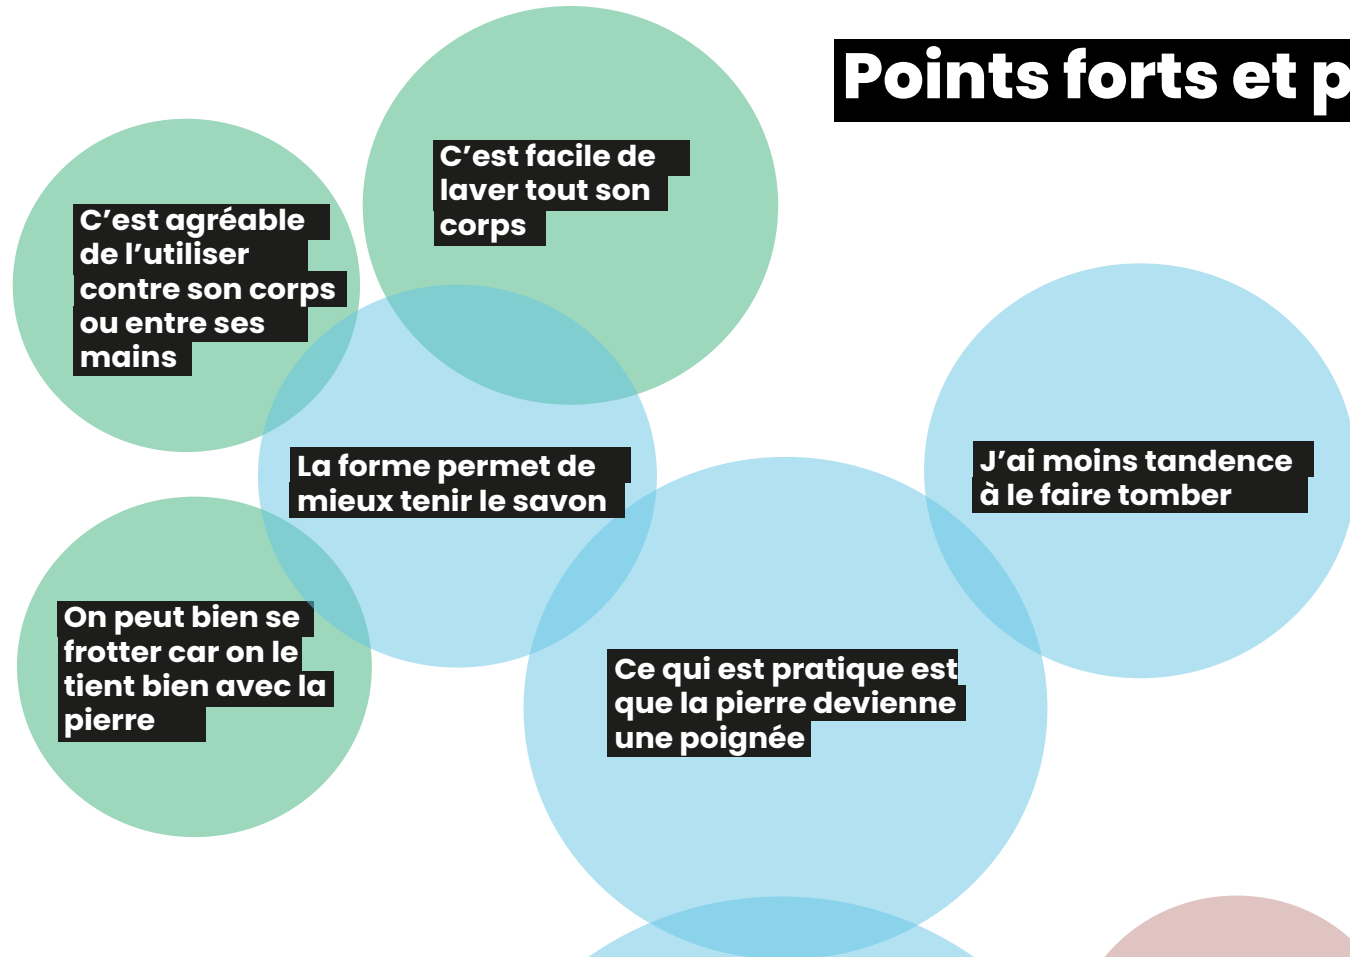 Points forts et p
C’est facile de
laver tout son
corps
C’est agréable
de l’utiliser
contre son corps
ou entre ses
mains
La forme permet de
mieux tenir le savon
J’ai moins tandence
à le faire tomber
On peut bien se
frotter car on le
tient bien avec la
pierre
Ce qui est pratique est
que la pierre devienne
une poignée